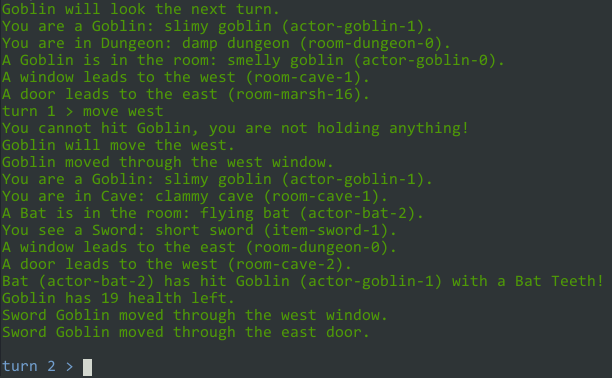 Goblin will look the next turn.
You are a Goblin: slimy goblin (actor-goblin-1).
You are in Dungeon: damp dungeon (room-dungeon-0).
A Goblin is in the room: smelly goblin (actor-goblin-0).
A window leads to the west (room-cave-1).
A door leads to the east (room-marsh-16).
turn 1 > move west
You cannot hit Goblin, you are not holding anything!
Goblin will move the west.
Goblin moved through the west window.
You are a Goblin: slimy goblin (actor-goblin-1).
You are in Cave: clammy cave (room-cave-1).
A Bat is in the room: flying bat (actor-bat-2).
You see a Sword: short sword (item-sword-1).
A window leads to the east (room-dungeon-0).
A door leads to the west (room-cave-2).
Bat (actor-bat-2) has hit Goblin (actor-goblin-1) with a Bat Teeth!
Goblin has 19 health left.
Sword Goblin moved through the west window.
Sword Goblin moved through the east door.
turn 2 >